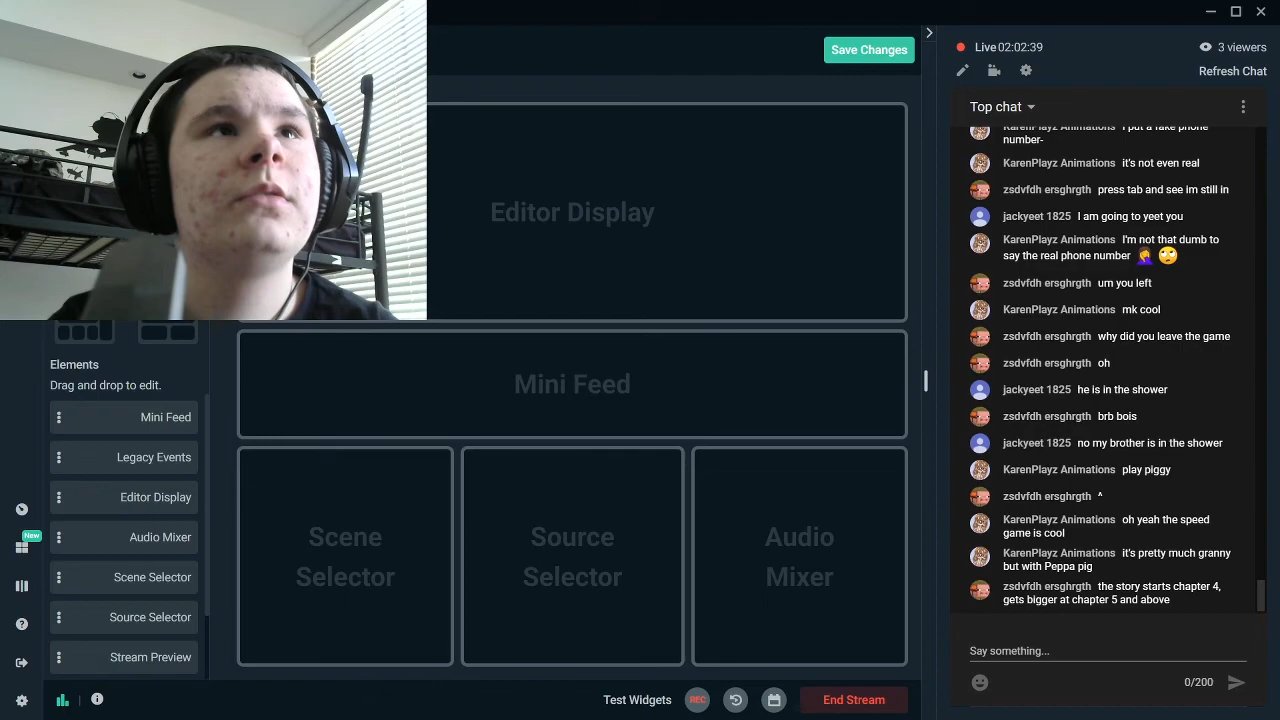 Save Changes
Live 02:02:39
3 viewers
Refresh Chat
Top chat
Editor Display
Mini Feed
Scene
Selector
Source
Selector
Audio
Mixer
Elements
Drag and drop to edit.
Mini Feed
Legacy Events
Editor Display
Audio Mixer
New
Scene Selector
Source Selector
Stream Preview
Test Widgets
REC
End Stream
KarenPlayz Animations I put a fake phone
number-
KarenPlayz Animations it's not even real
zsdvfdh ersghrgth press tab and see im still in
jackyeet 1825 I am going to yeet you
KarenPlayz Animations I'm not that dumb to
say the real phone number 🤦‍♀️ 🙄
zsdvfdh ersghrgth um you left
KarenPlayz Animations mk cool
zsdvfdh ersghrgth why did you leave the game
zsdvfdh ersghrgth oh
jackyeet 1825 he is in the shower
zsdvfdh ersghrgth brb bois
jackyeet 1825 no my brother is in the shower
KarenPlayz Animations play piggy
zsdvfdh ersghrgth ^
KarenPlayz Animations oh yeah the speed
game is cool
KarenPlayz Animations it's pretty much granny
but with Peppa pig
zsdvfdh ersghrgth the story starts chapter 4,
gets bigger at chapter 5 and above
Say something...
0/200